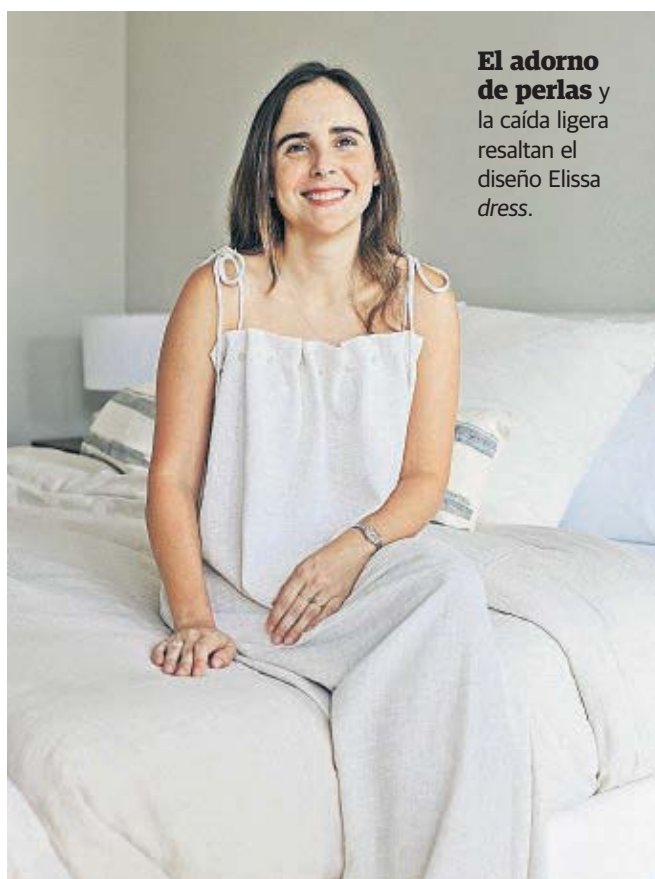 El adorno
de perlas y
la caída ligera
resaltan el
diseño Elissa
dress.